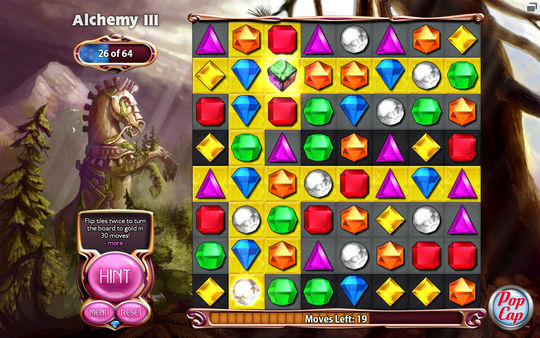 Alchemy III
26 of 64
Flip tiles twice to turn
the board to gold in
30 moves!
- more -
HINT
MENU
RESET
Moves Left: 19
Pop
Cap